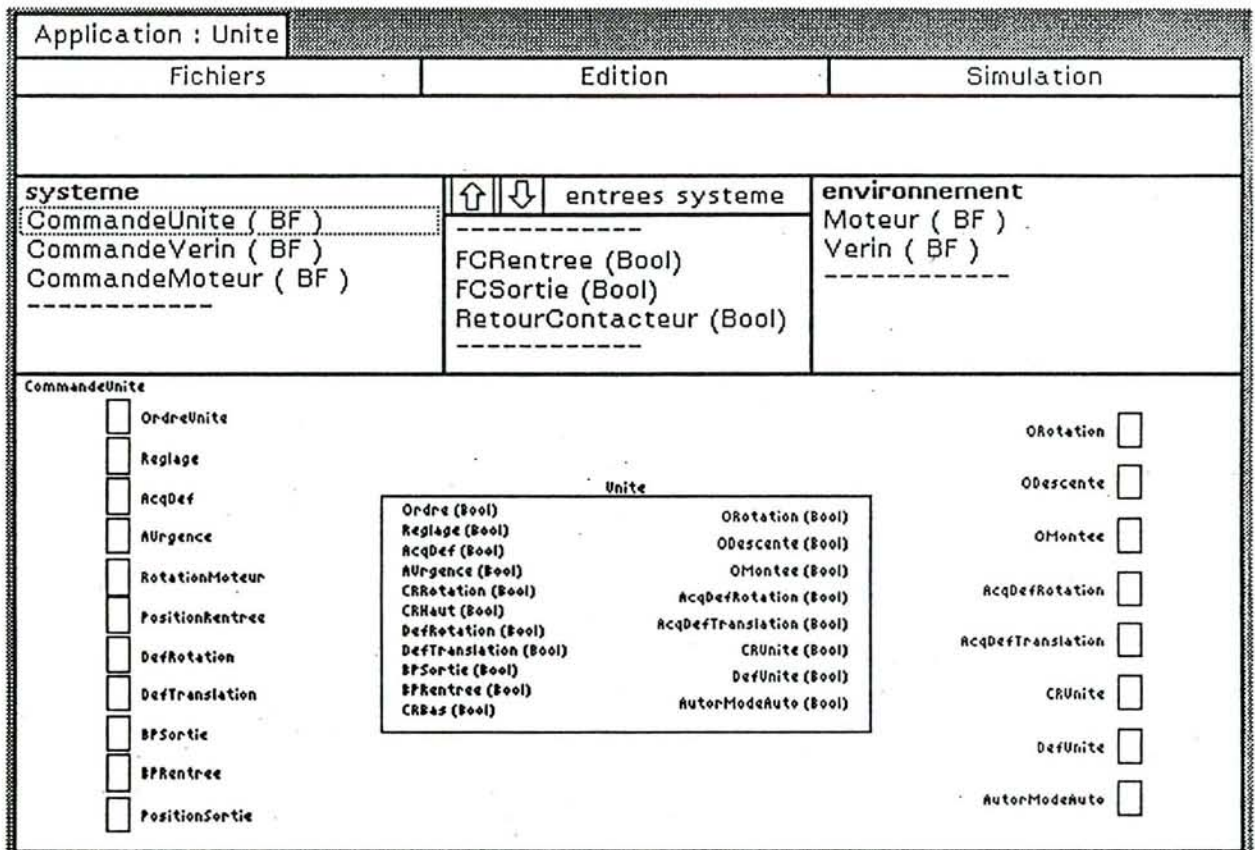 Application : Unite
Fichiers
Edition
Simulation
systeme
CommandeUnite ( BF )
CommandeVerin ( BF )
CommandeMoteur ( BF )
-------------
entrees systeme
-------------
FCRentree (Bool)
FCSortie (Bool)
RetourContacteur (Bool)
-------------
environnement
Moteur ( BF )
Verin ( BF )
-------------
CommandeUnite
OrdreUnite
Reglage
AcqDef
AUrgence
RotationMoteur
PositionRentree
DefRotation
DefTranslation
BPSortie
BPRentree
PositionSortie
Unite
Ordre (Bool)
Reglage (Bool)
AcqDef (Bool)
AUrgence (Bool)
CRRotation (Bool)
CRHaut (Bool)
DefRotation (Bool)
DefTranslation (Bool)
BPSortie (Bool)
BPRentree (Bool)
CRBas (Bool)
ORotation (Bool)
ODescente (Bool)
OMontee (Bool)
AcqDefRotation (Bool)
AcqDefTranslation (Bool)
CRUnite (Bool)
DefUnite (Bool)
AutorModeAuto (Bool)
ORotation
ODescente
OMontee
AcqDefRotation
AcqDefTranslation
CRUnite
DefUnite
AutorModeAuto